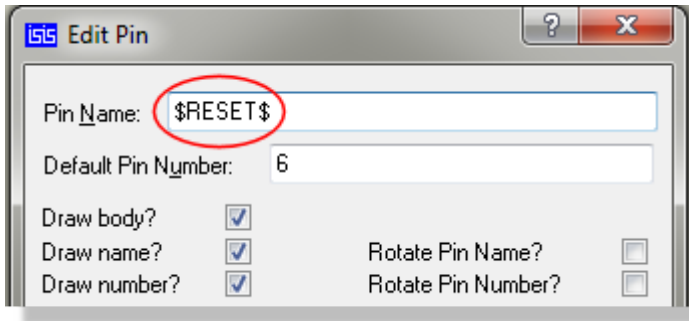 isis Edit Pin ? X
Pin Name: $RESET$
Default Pin Number: 6
Draw body?
Draw name? Rotate Pin Name?
Draw number? Rotate Pin Number?